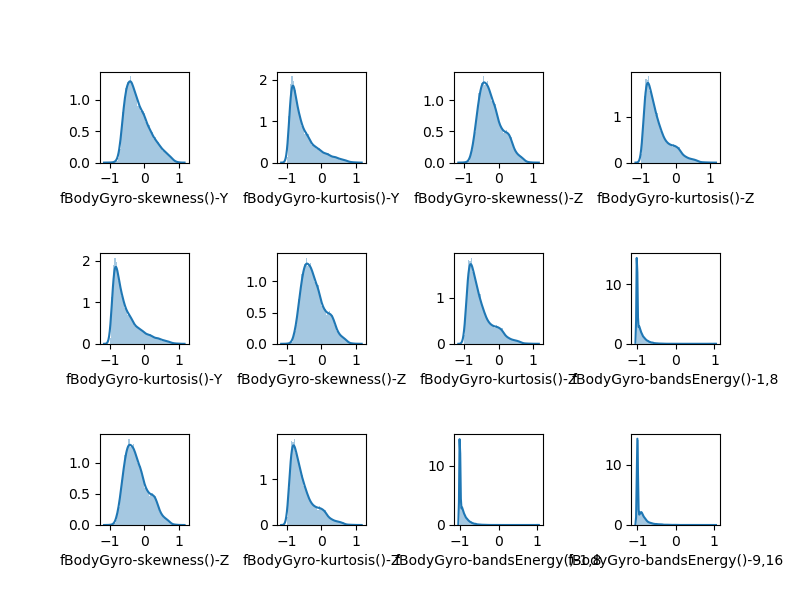 1.0 0.5 0.0
−1 0 1
fBodyGyro-skewness()-Y
2 1 0
−1 0 1
fBodyGyro-kurtosis()-Y
1.0 0.5 0.0
−1 0 1
fBodyGyro-skewness()-Z
1 0
−1 0 1
fBodyGyro-kurtosis()-Z
2 1 0
−1 0 1
fBodyGyro-kurtosis()-Y
1.0 0.5 0.0
−1 0 1
fBodyGyro-skewness()-Z
1 0
−1 0 1
fBodyGyro-kurtosis()-Z
10 0
−1 0 1
fBodyGyro-bandsEnergy()-1,8
1.0 0.5 0.0
−1 0 1
fBodyGyro-skewness()-Z
1 0
−1 0 1
fBodyGyro-kurtosis()-Z
10 0
−1 0 1
fBodyGyro-bandsEnergy()-1,8
10 0
−1 0 1
fBodyGyro-bandsEnergy()-9,16